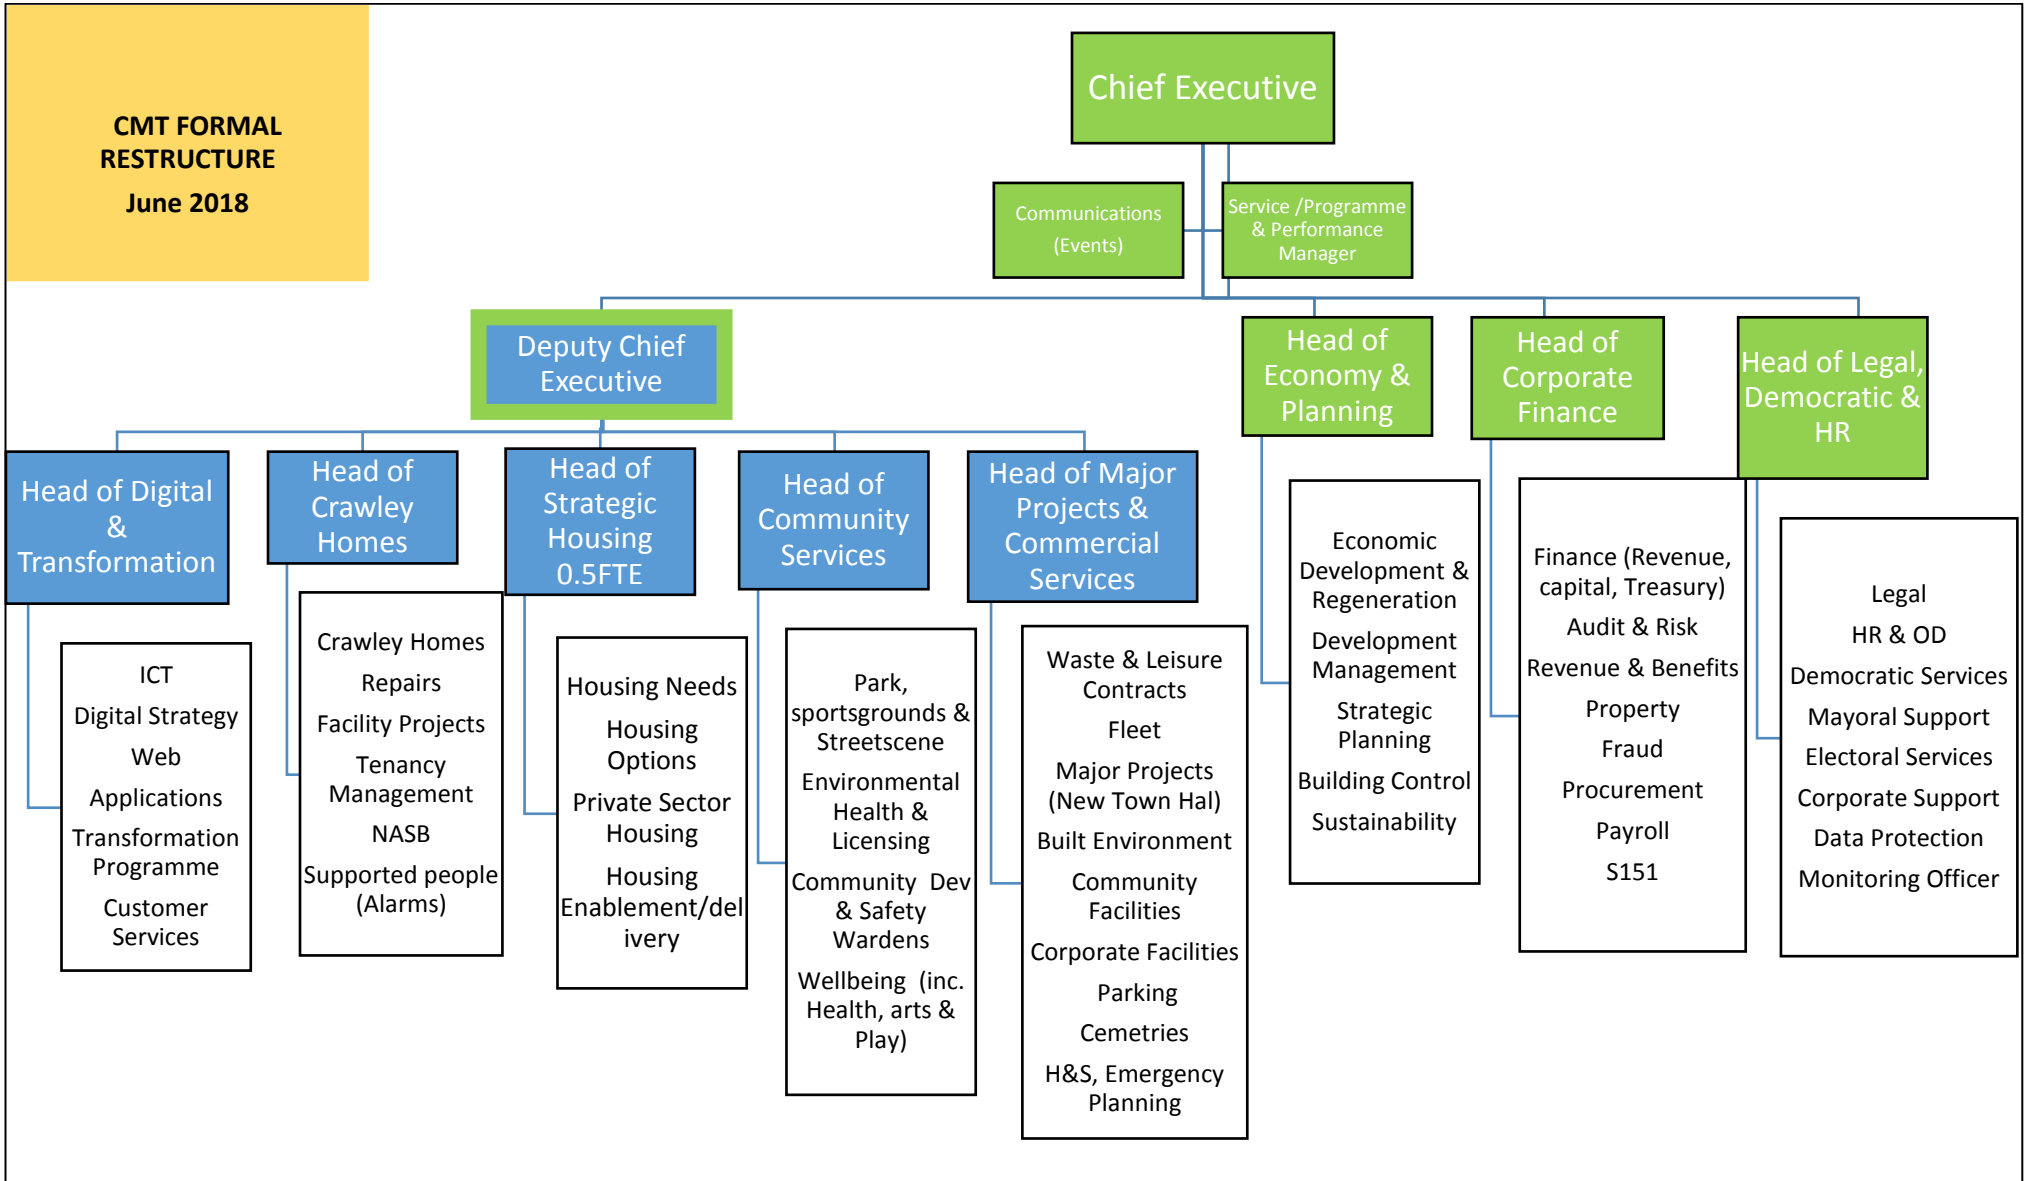 CMT FORMAL
RESTRUCTURE
June 2018
Chief Executive
Communications
(Events)
Service /Programme
& Performance
Manager
Deputy Chief
Executive
Head of
Economy &
Planning
Head of
Corporate
Finance
Head of Legal,
Democratic &
HR
Head of Digital
&
Transformation
Head of
Crawley
Homes
Head of
Strategic
Housing
0.5FTE
Head of
Community
Services
Head of Major
Projects &
Commercial
Services
ICT
Digital Strategy
Web
Applications
Transformation
Programme
Customer
Services
Crawley Homes
Repairs
Facility Projects
Tenancy
Management
NASB
Supported people
(Alarms)
Housing Needs
Housing
Options
Private Sector
Housing
Housing
Enablement/del
ivery
Park,
sportsgrounds &
Streetscene
Environmental
Health &
Licensing
Community  Dev
& Safety
Wardens
Wellbeing  (inc.
Health, arts &
Play)
Waste & Leisure
Contracts
Fleet
Major Projects
(New Town Hal)
Built Environment
Community
Facilities
Corporate Facilities
Parking
Cemetries
H&S, Emergency
Planning
Economic
Development &
Regeneration
Development
Management
Strategic
Planning
Building Control
Sustainability
Finance (Revenue,
capital, Treasury)
Audit & Risk
Revenue & Benefits
Property
Fraud
Procurement
Payroll
S151
Legal
HR & OD
Democratic Services
Mayoral Support
Electoral Services
Corporate Support
Data Protection
Monitoring Officer